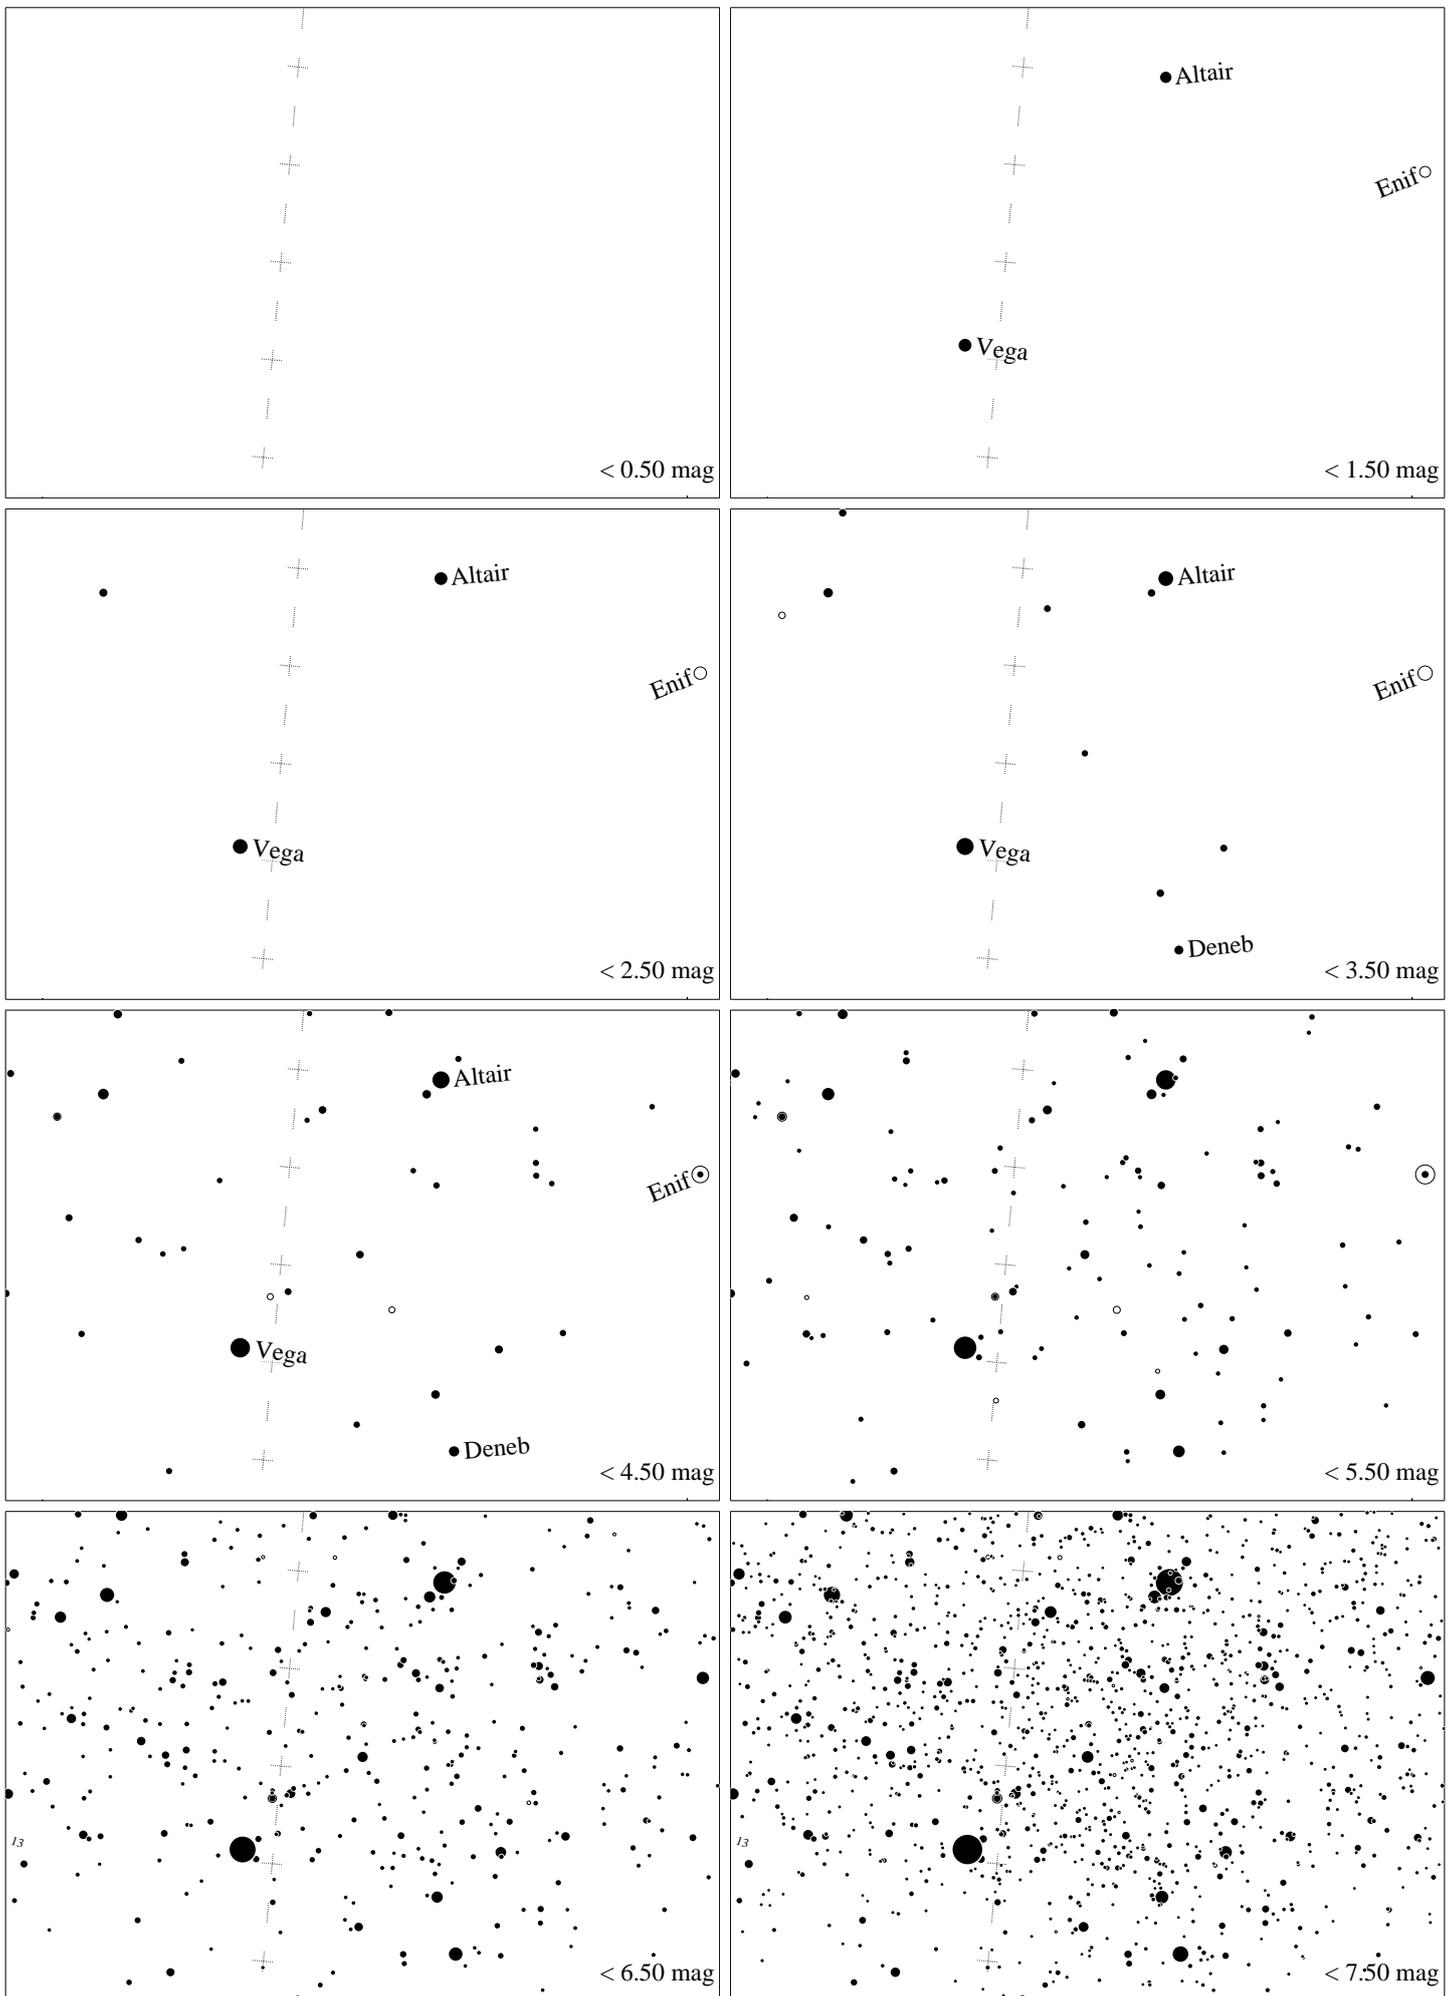 < 0.50 mag
Altair
Enif
Vega
< 1.50 mag
Altair
Enif
Vega
< 2.50 mag
Altair
Enif
Vega
Deneb
< 3.50 mag
Altair
Enif
Vega
Deneb
< 4.50 mag
< 5.50 mag
13
< 6.50 mag
13
< 7.50 mag